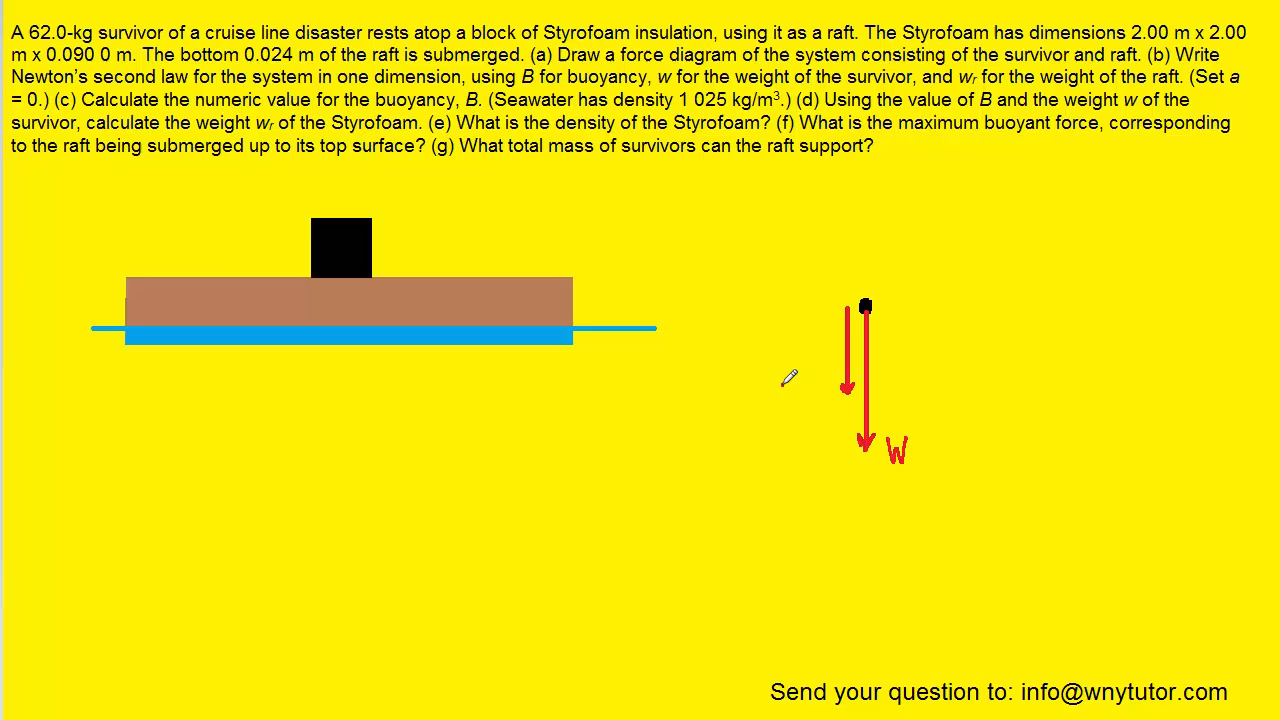 A 62.0-kg survivor of a cruise line disaster rests atop a block of Styrofoam insulation, using it as a raft. The Styrofoam has dimensions 2.00 m x 2.00
m x 0.090 0 m. The bottom 0.024 m of the raft is submerged. (a) Draw a force diagram of the system consisting of the survivor and raft. (b) Write
Newton’s second law for the system in one dimension, using B for buoyancy, w for the weight of the survivor, and wr for the weight of the raft. (Set a
= 0.) (c) Calculate the numeric value for the buoyancy, B. (Seawater has density 1 025 kg/m³.) (d) Using the value of B and the weight w of the
survivor, calculate the weight wr of the Styrofoam. (e) What is the density of the Styrofoam? (f) What is the maximum buoyant force, corresponding
to the raft being submerged up to its top surface? (g) What total mass of survivors can the raft support?
W
Send your question to: info@wnytutor.com